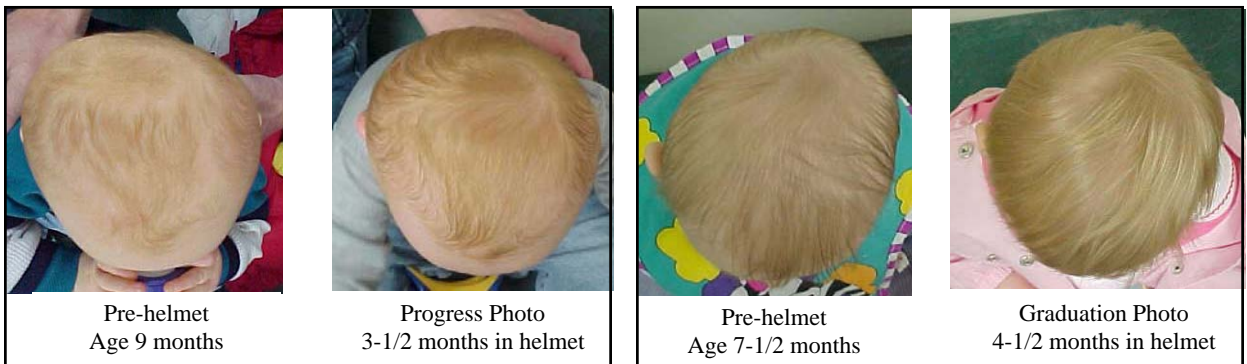 Pre-helmet
Age 9 months
Progress Photo
3-1/2 months in helmet
Pre-helmet
Age 7-1/2 months
Graduation Photo
4-1/2 months in helmet